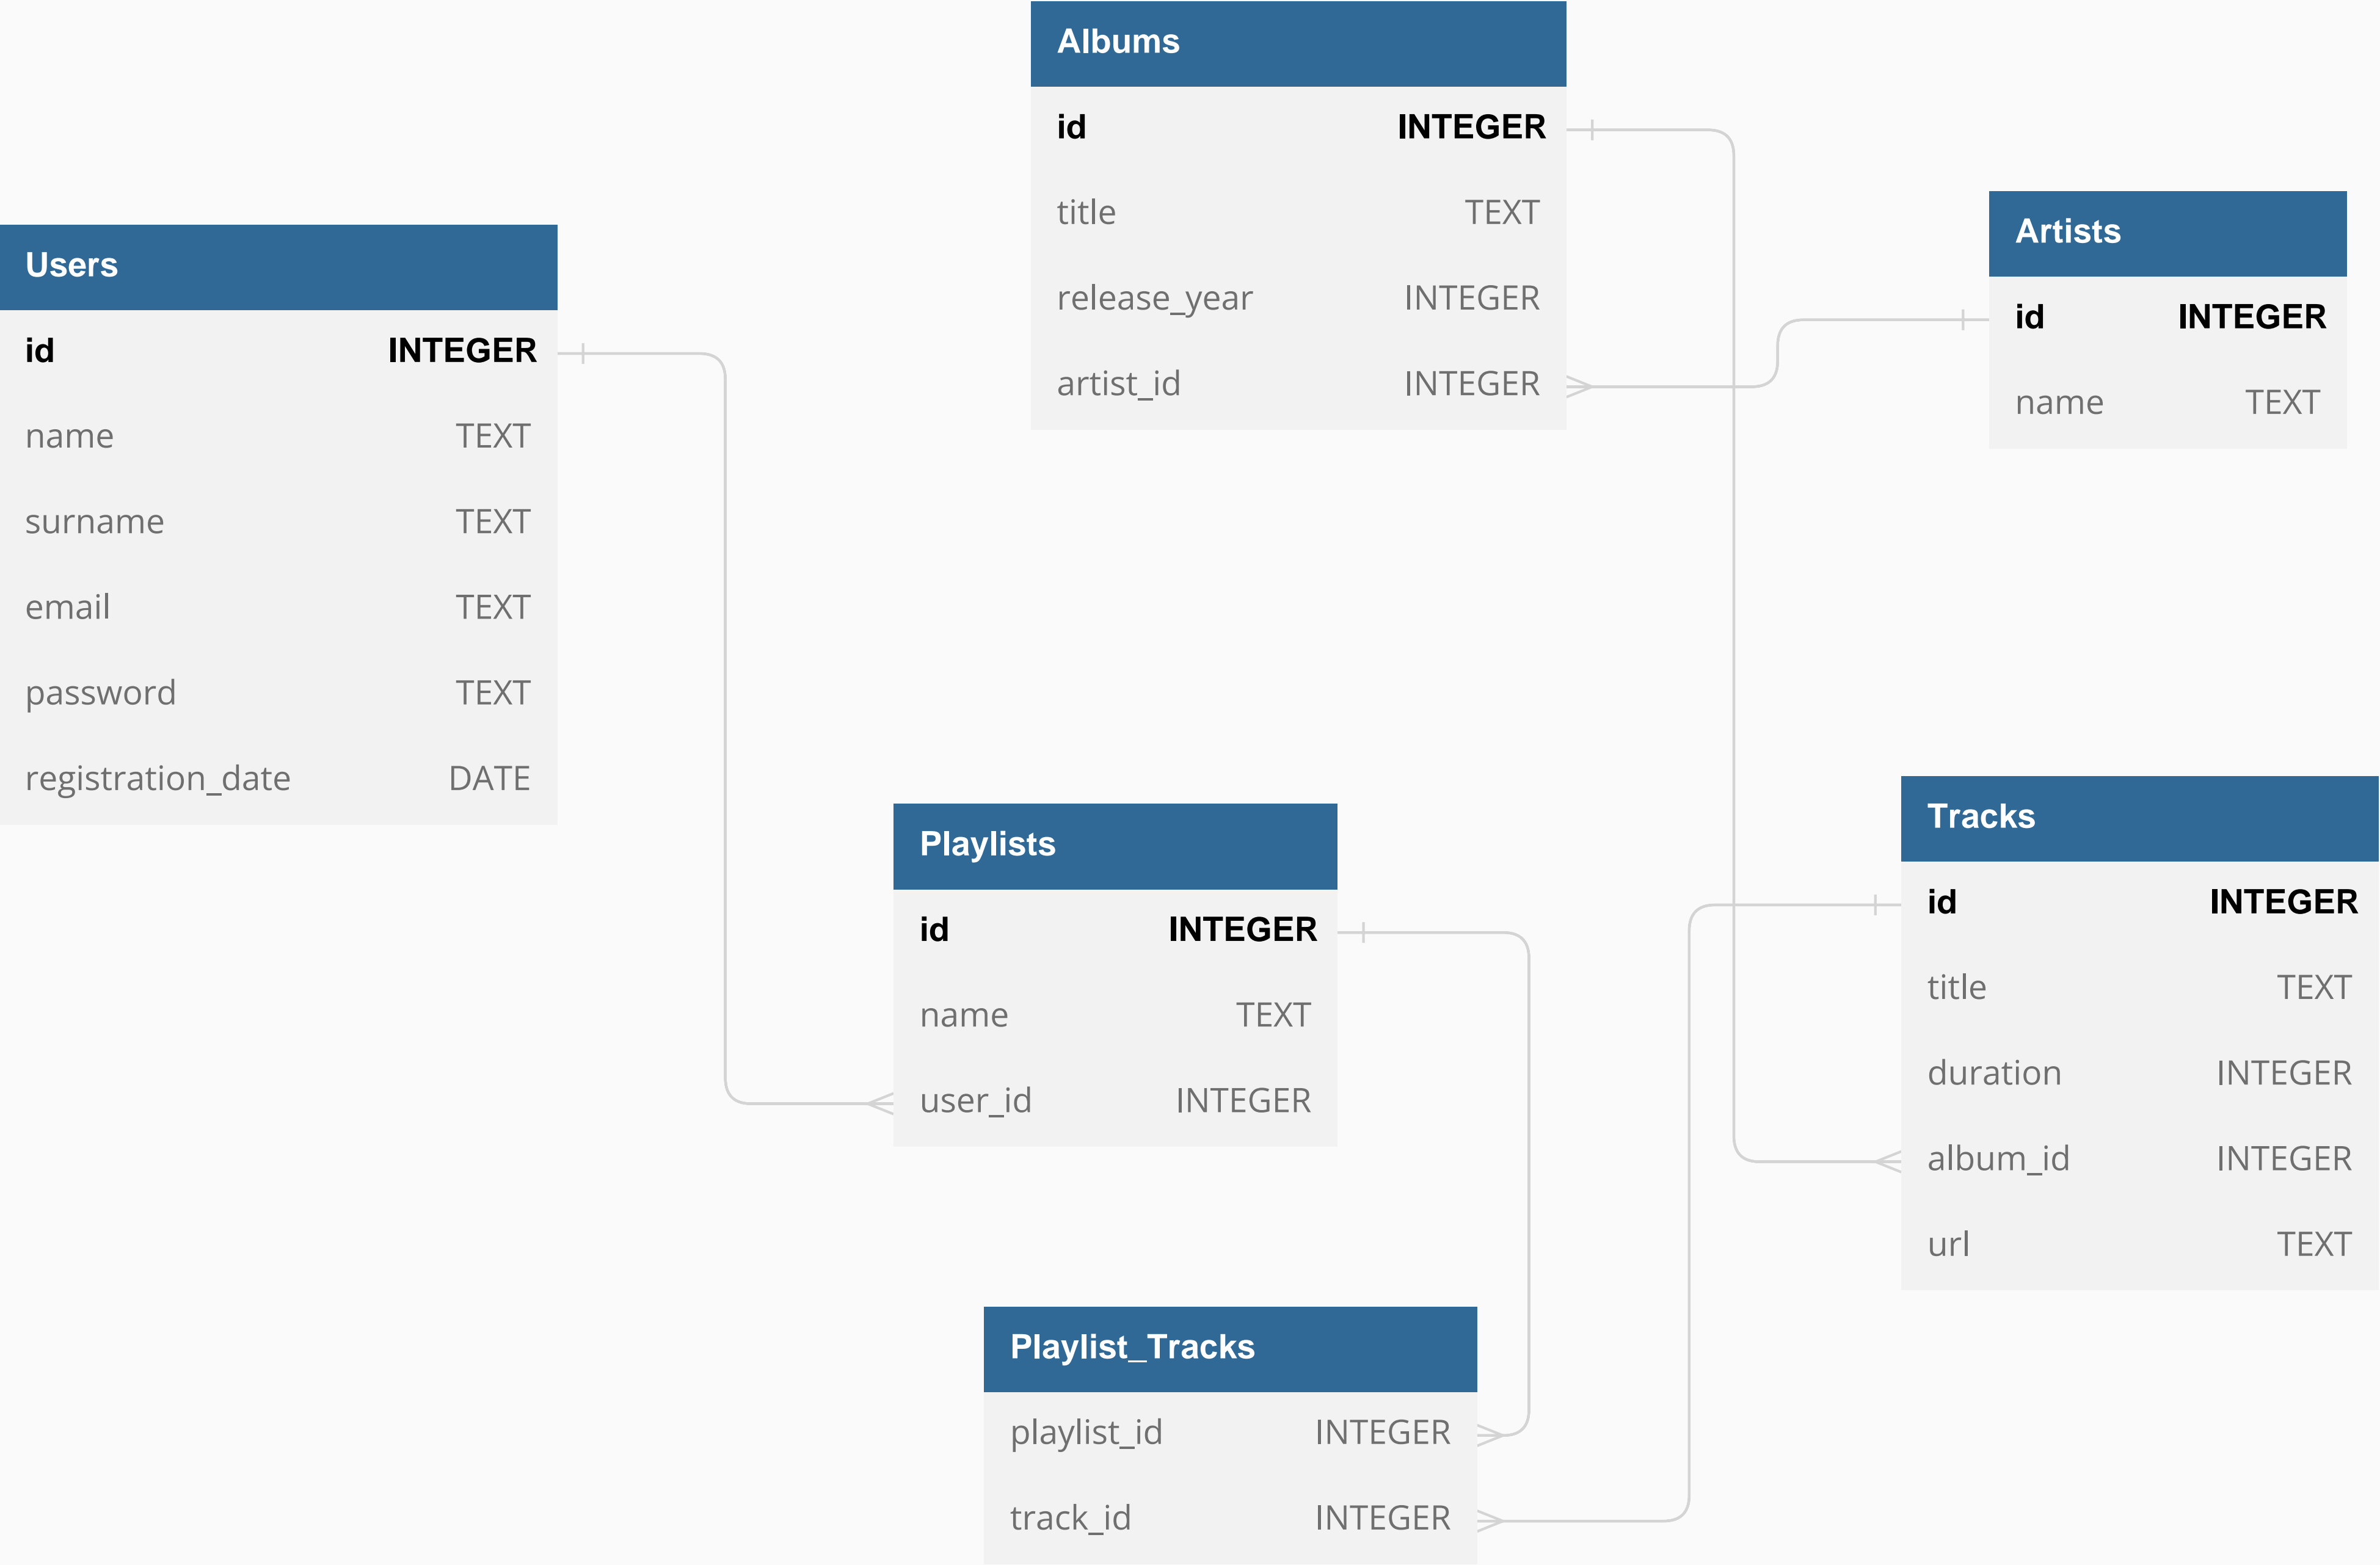 Albums
id INTEGER
title TEXT
release_year INTEGER
artist_id INTEGER
Artists
id INTEGER
name TEXT
Users
id INTEGER
name TEXT
surname TEXT
email TEXT
password TEXT
registration_date DATE
Playlists
id INTEGER
name TEXT
user_id INTEGER
Tracks
id INTEGER
title TEXT
duration INTEGER
album_id INTEGER
url TEXT
Playlist_Tracks
playlist_id INTEGER
track_id INTEGER